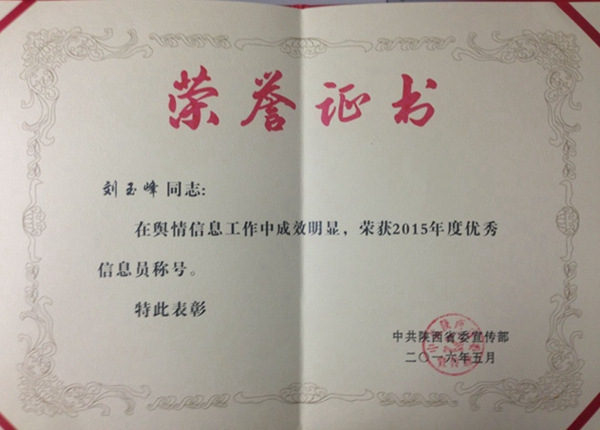 荣誉证书
刘玉峰 同志：
在舆情信息工作中成效明显，荣获2015年度优秀
信息员称号。
特此表彰
中共陕西省委宣传部
二〇一六年五月